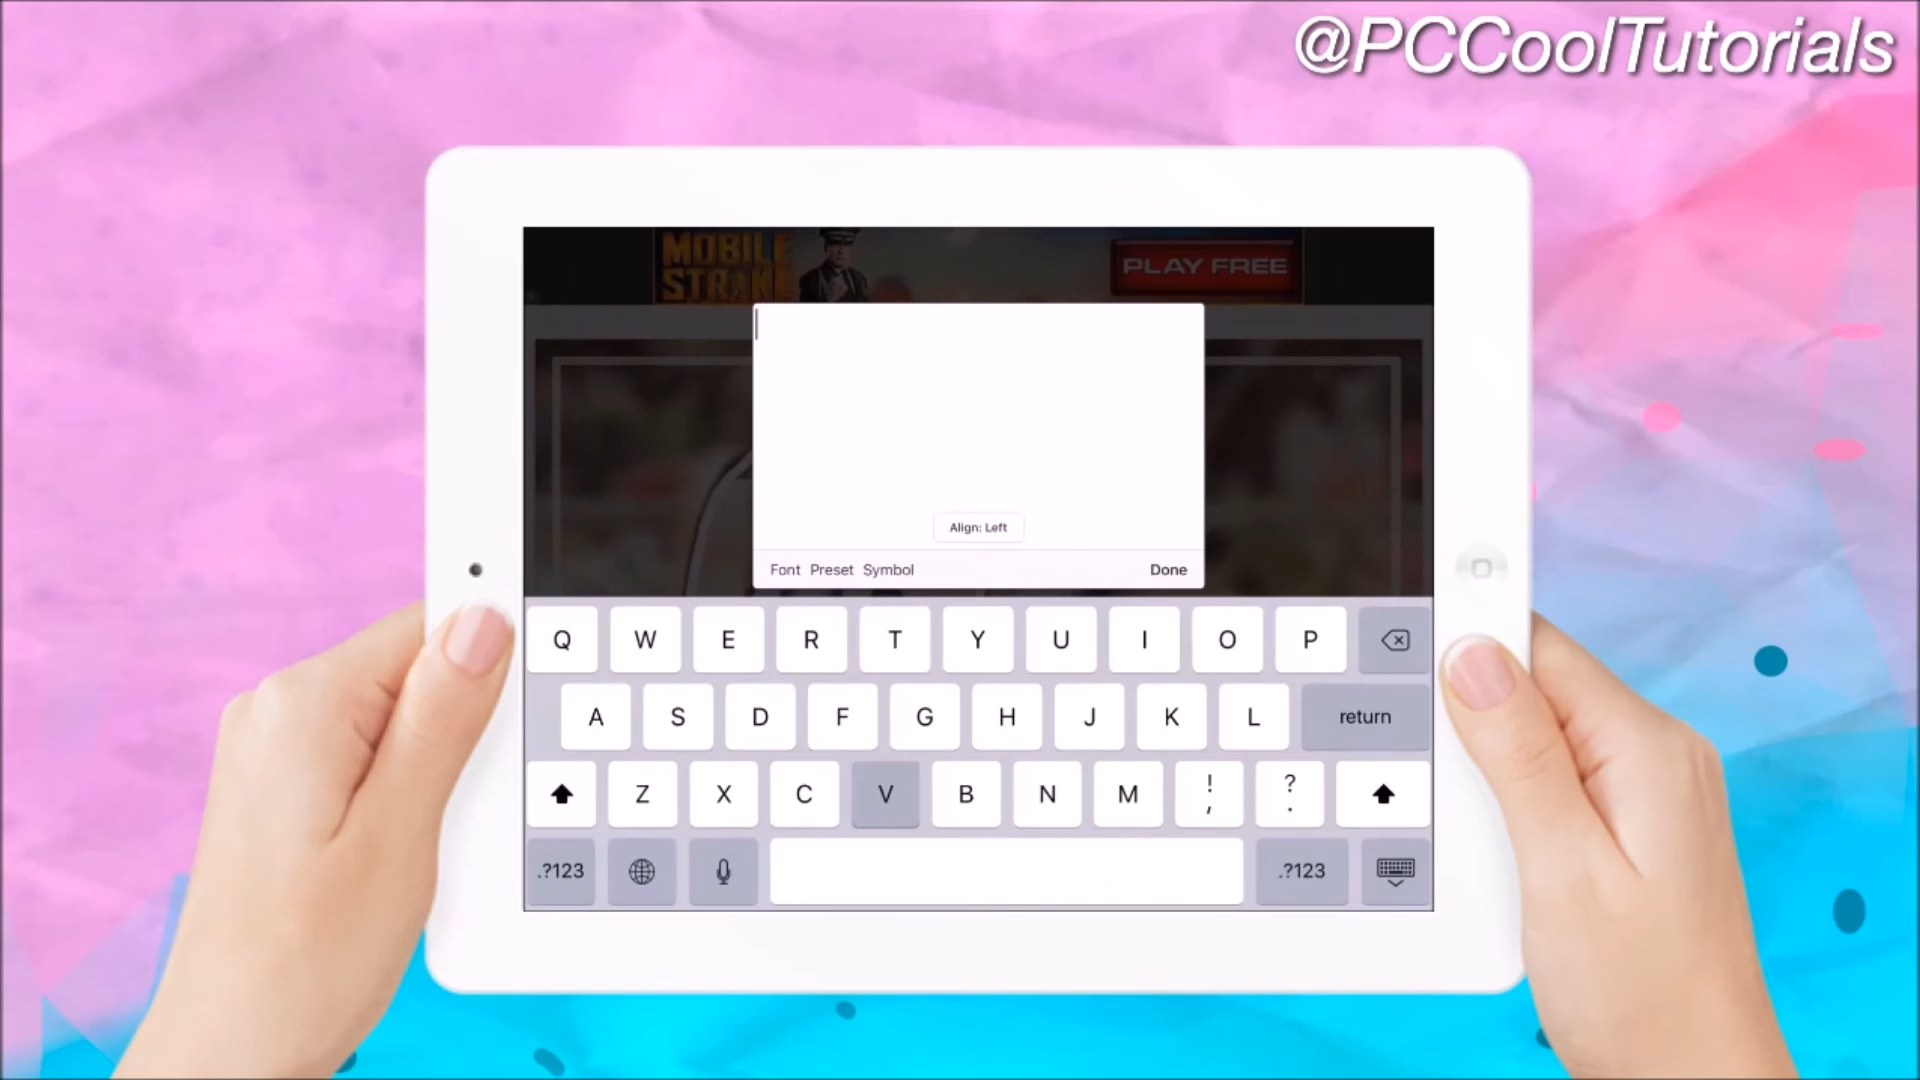 @PCCoolTutorials
MOBILE
STRIKE
PLAY FREE
Align: Left
Font Preset Symbol Done
Q W E R T Y U I O P
A S D F G H J K L return
Z X C V B N M ! , ? .
.?123 .?123